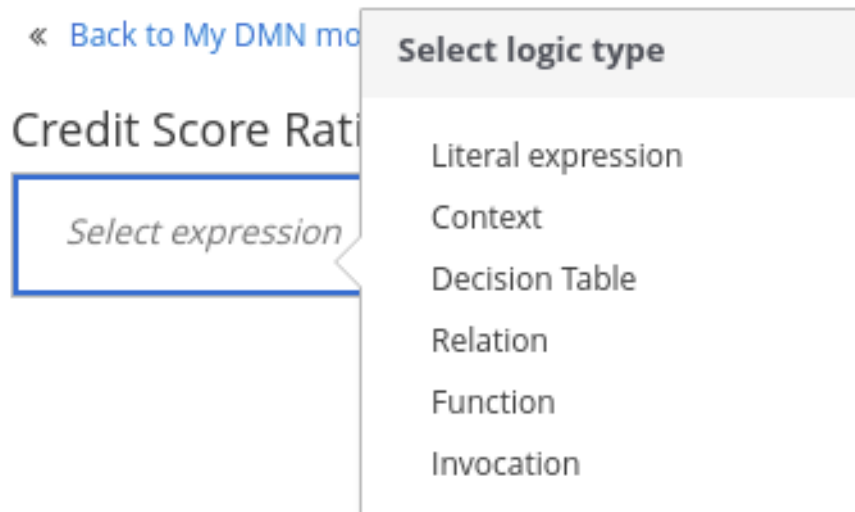 « Back to My DMN mo
Credit Score Rati
Select expression
Select logic type
Literal expression
Context
Decision Table
Relation
Function
Invocation